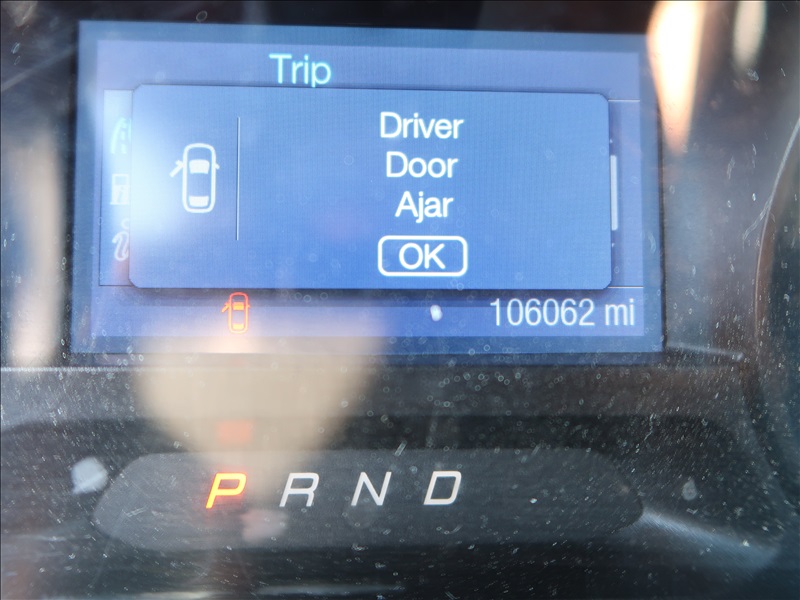 Trip
Driver
Door
Ajar
OK
106062 mi
P R N D